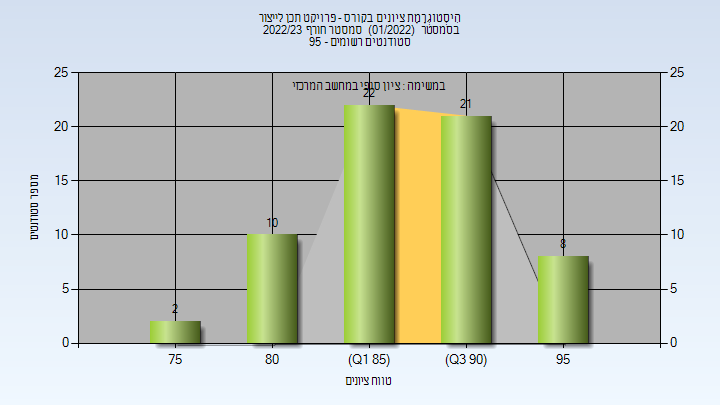 היסטוגרמת ציונים בקורס - פרויקט תכן לייצור
בסמסטר (01/2022) סמסטר חורף 2022/23
סטודנטים רשומים - 95
במשימה : ציון סופי במחשב המרכזי
25 25
20 20
15 15
10 10
5 5
0 0
2
10
22
21
8
מספר סטודנטים
75 80 (Q1 85) (Q3 90) 95
טווח ציונים